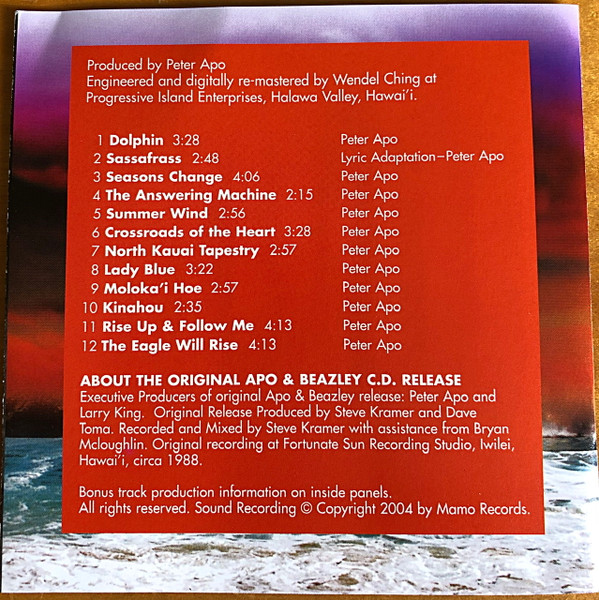 Produced by Peter Apo
Engineered and digitally re-mastered by Wendel Ching at
Progressive Island Enterprises, Halawa Valley, Hawai'i.
1 Dolphin 3:28 Peter Apo
2 Sassafrass 2:48 Lyric Adaptation–Peter Apo
3 Seasons Change 4:06 Peter Apo
4 The Answering Machine 2:15 Peter Apo
5 Summer Wind 2:56 Peter Apo
6 Crossroads of the Heart 3:28 Peter Apo
7 North Kauai Tapestry 2:57 Peter Apo
8 Lady Blue 3:22 Peter Apo
9 Moloka'i Hoe 2:57 Peter Apo
10 Kinahou 2:35 Peter Apo
11 Rise Up & Follow Me 4:13 Peter Apo
12 The Eagle Will Rise 4:13 Peter Apo
ABOUT THE ORIGINAL APO & BEAZLEY C.D. RELEASE
Executive Producers of original Apo & Beazley release: Peter Apo and
Larry King. Original Release Produced by Steve Kramer and Dave
Toma. Recorded and Mixed by Steve Kramer with assistance from Bryan
Mcloughlin. Original recording at Fortunate Sun Recording Studio, Iwilei,
Hawai'i, circa 1988.
Bonus track production information on inside panels.
All rights reserved. Sound Recording © Copyright 2004 by Mamo Records.